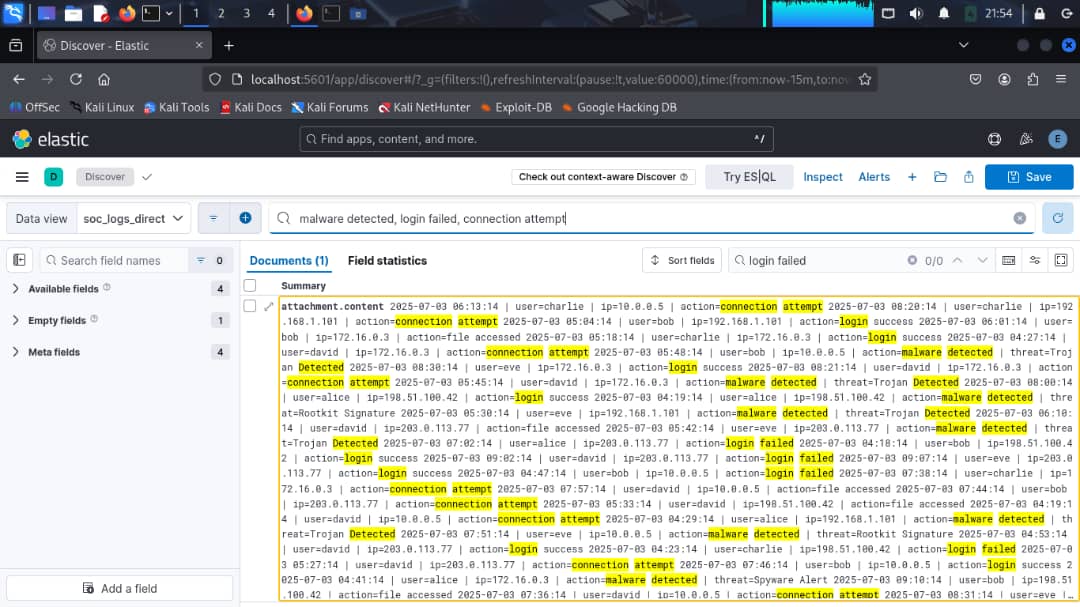 1 2 3 4 21:54
Discover - Elastic
localhost:5601/app/discover#/?_g=(filters:!(),refreshInterval:(pause:!t,value:60000),time:(from:now-15m,to:nov
OffSec Kali Linux Kali Tools Kali Docs Kali Forums Kali NetHunter Exploit-DB Google Hacking DB
elastic Find apps, content, and more. ^/ E
D Discover Check out context-aware Discover Try ES|QL Inspect Alerts + Save
Data view soc_logs_direct malware detected, login failed, connection attempt
Search field names 0 Documents (1) Field statistics Sort fields login failed 0/0
Available fields 4
Empty fields 1
Meta fields 4
Add a field
Summary
attachment.content 2025-07-03 06:13:14 | user=charlie | ip=10.0.0.5 | action=connection attempt 2025-07-03 08:20:14 | user=charlie | ip=192
.168.1.101 | action=connection attempt 2025-07-03 05:04:14 | user=bob | ip=192.168.1.101 | action=login success 2025-07-03 06:01:14 | user=
bob | ip=172.16.0.3 | action=file accessed 2025-07-03 05:18:14 | user=charlie | ip=172.16.0.3 | action=login success 2025-07-03 04:27:14 |
user=david | ip=172.16.0.3 | action=connection attempt 2025-07-03 05:48:14 | user=bob | ip=10.0.0.5 | action=malware detected | threat=Troj
an Detected 2025-07-03 08:30:14 | user=eve | ip=172.16.0.3 | action=login success 2025-07-03 08:21:14 | user=david | ip=172.16.0.3 | action
=connection attempt 2025-07-03 05:45:14 | user=david | ip=172.16.0.3 | action=malware detected | threat=Trojan Detected 2025-07-03 08:00:14
| user=alice | ip=198.51.100.42 | action=login success 2025-07-03 04:19:14 | user=alice | ip=198.51.100.42 | action=malware detected | thre
at=Rootkit Signature 2025-07-03 05:30:14 | user=eve | ip=192.168.1.101 | action=malware detected | threat=Trojan Detected 2025-07-03 06:10:
14 | user=david | ip=203.0.113.77 | action=file accessed 2025-07-03 05:42:14 | user=eve | ip=203.0.113.77 | action=malware detected | threa
t=Trojan Detected 2025-07-03 07:02:14 | user=alice | ip=203.0.113.77 | action=login failed 2025-07-03 04:18:14 | user=bob | ip=198.51.100.4
2 | action=login success 2025-07-03 09:02:14 | user=david | ip=203.0.113.77 | action=login failed 2025-07-03 09:07:14 | user=eve | ip=203.0
.113.77 | action=login success 2025-07-03 04:47:14 | user=bob | ip=10.0.0.5 | action=login failed 2025-07-03 07:38:14 | user=charlie | ip=1
72.16.0.3 | action=connection attempt 2025-07-03 07:57:14 | user=david | ip=10.0.0.5 | action=file accessed 2025-07-03 07:44:14 | user=bob
| ip=203.0.113.77 | action=connection attempt 2025-07-03 05:33:14 | user=david | ip=198.51.100.42 | action=file accessed 2025-07-03 04:19:1
4 | user=david | ip=10.0.0.5 | action=connection attempt 2025-07-03 04:29:14 | user=alice | ip=192.168.1.101 | action=malware detected | th
reat=Trojan Detected 2025-07-03 07:51:14 | user=eve | ip=10.0.0.5 | action=malware detected | threat=Rootkit Signature 2025-07-03 04:53:14
| user=david | ip=203.0.113.77 | action=login success 2025-07-03 04:23:14 | user=charlie | ip=198.51.100.42 | action=login failed 2025-07-0
3 05:27:14 | user=david | ip=203.0.113.77 | action=connection attempt 2025-07-03 07:46:14 | user=bob | ip=10.0.0.5 | action=login success 2
025-07-03 04:41:14 | user=alice | ip=172.16.0.3 | action=malware detected | threat=Spyware Alert 2025-07-03 09:10:14 | user=bob | ip=198.51
.100.42 | action=file accessed 2025-07-03 07:36:14 | user=david | ip=10.0.0.5 | action=connection attempt 2025-07-03 08:31:14 | user=eve |…